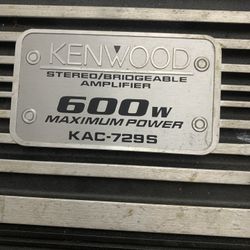 KENWOOD
STEREO/BRIDGEABLE
AMPLIFIER
600W
MAXIMUM POWER
KAC-729S